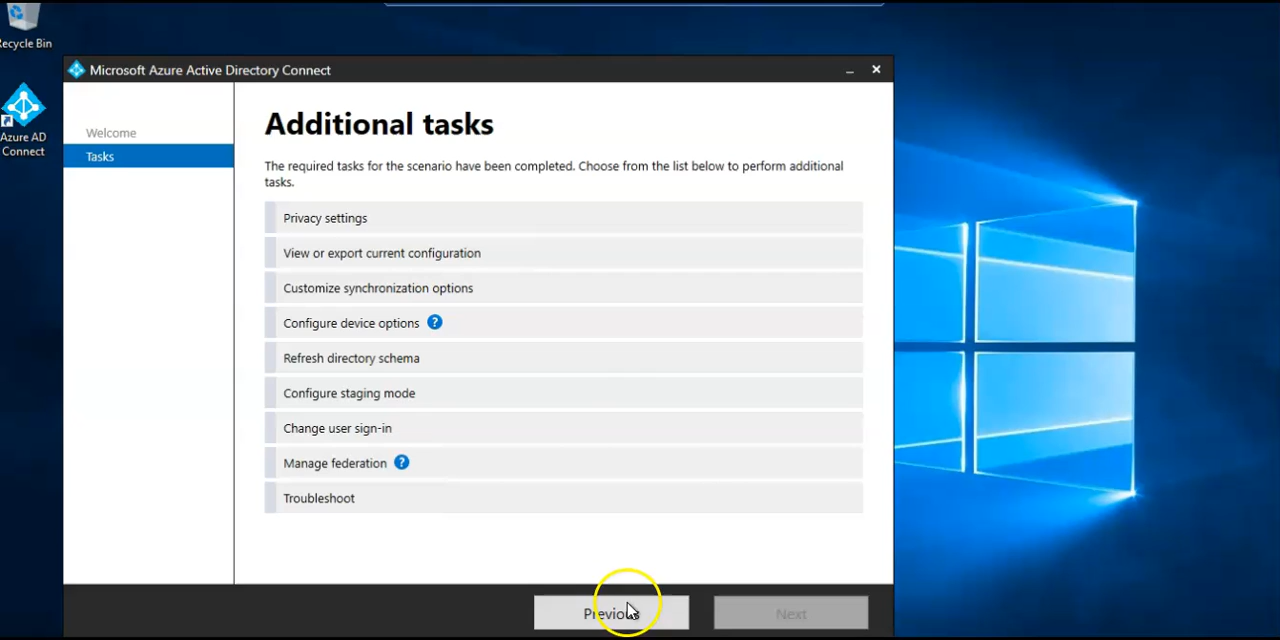 Recycle Bin
Azure AD
Connect
Microsoft Azure Active Directory Connect
Welcome
Tasks
Additional tasks
The required tasks for the scenario have been completed. Choose from the list below to perform additional
tasks.
Privacy settings
View or export current configuration
Customize synchronization options
Configure device options ?
Refresh directory schema
Configure staging mode
Change user sign-in
Manage federation ?
Troubleshoot
Previous
Next